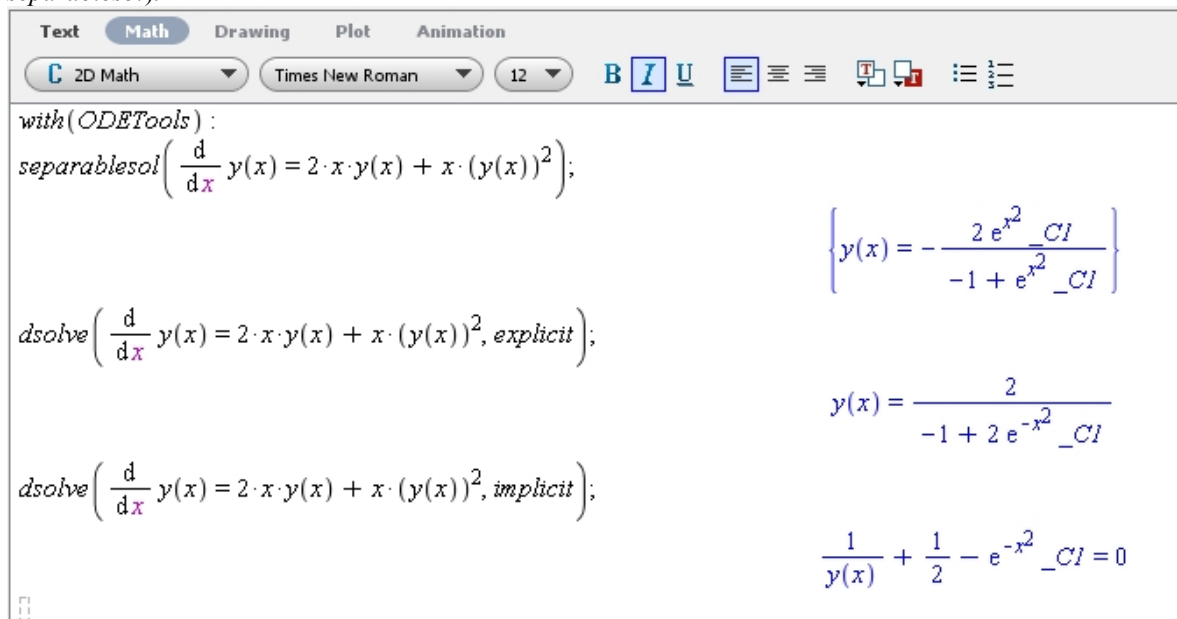 Text Math Drawing Plot Animation
C 2D Math Times New Roman 12 B I U
with(ODETools) :
separablesol( d/dx y(x) = 2·x·y(x) + x·(y(x))^2 );
{ y(x) = - (2 e^(x^2) _C1)/(-1 + e^(x^2) _C1) }
dsolve( d/dx y(x) = 2·x·y(x) + x·(y(x))^2, explicit );
y(x) = 2/(-1 + 2 e^(-x^2) _C1)
dsolve( d/dx y(x) = 2·x·y(x) + x·(y(x))^2, implicit );
1/y(x) + 1/2 - e^(-x^2) _C1 = 0